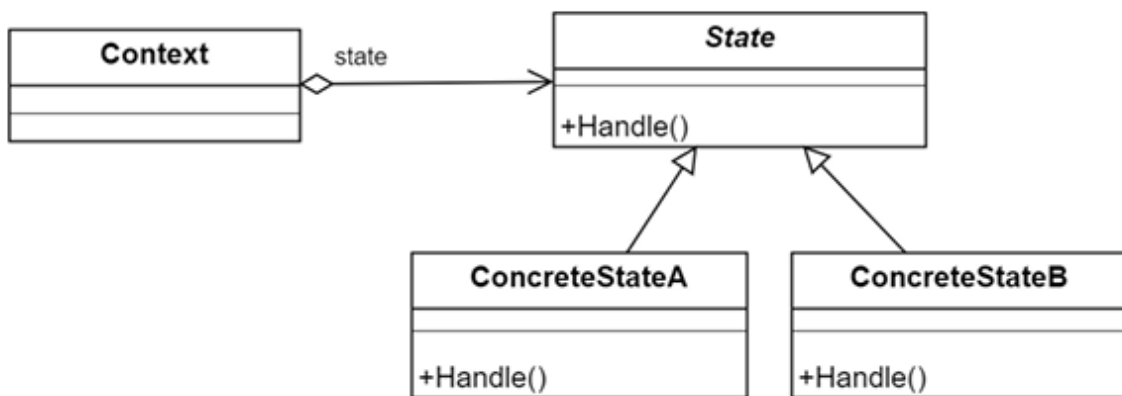 Context
state
State
+Handle()
ConcreteStateA
+Handle()
ConcreteStateB
+Handle()